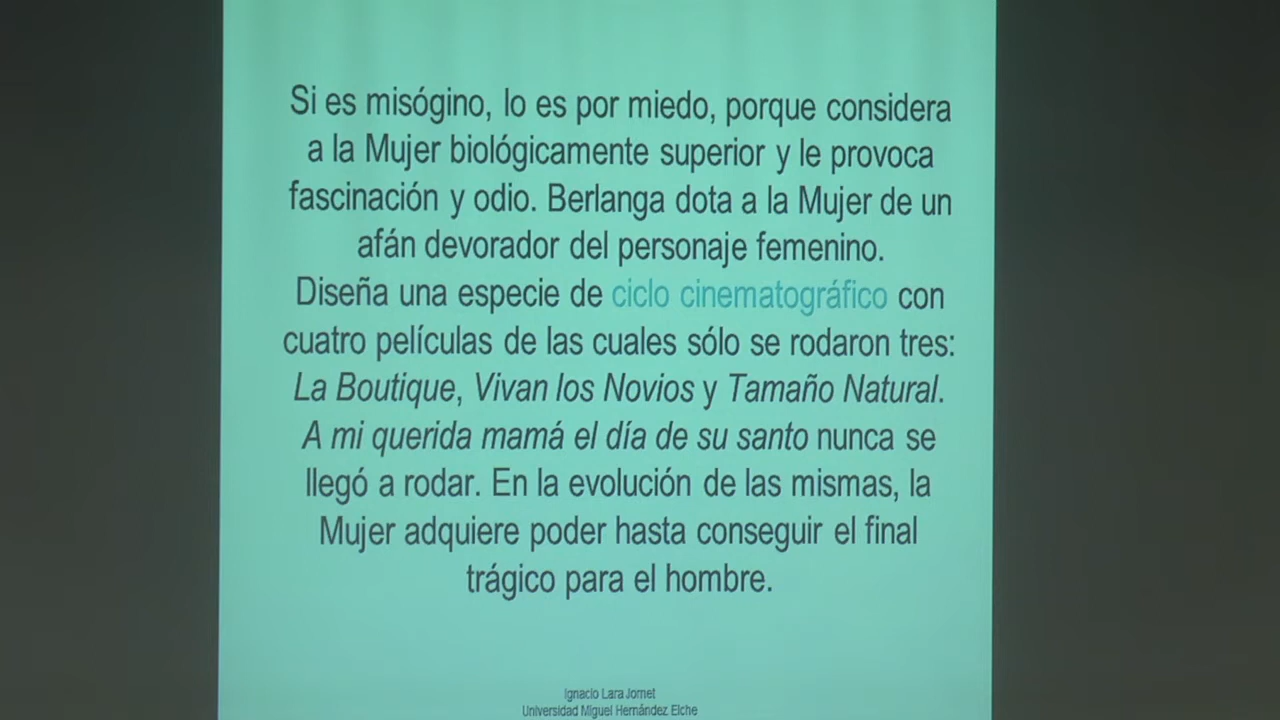 Si es misógino, lo es por miedo, porque considera
a la Mujer biológicamente superior y le provoca
fascinación y odio. Berlanga dota a la Mujer de un
afán devorador del personaje femenino.
Diseña una especie de ciclo cinematográfico con
cuatro películas de las cuales sólo se rodaron tres:
La Boutique, Vivan los Novios y Tamaño Natural.
A mi querida mamá el día de su santo nunca se
llegó a rodar. En la evolución de las mismas, la
Mujer adquiere poder hasta conseguir el final
trágico para el hombre.
Ignacio Lara Jornet
Universidad Miguel Hernández Elche